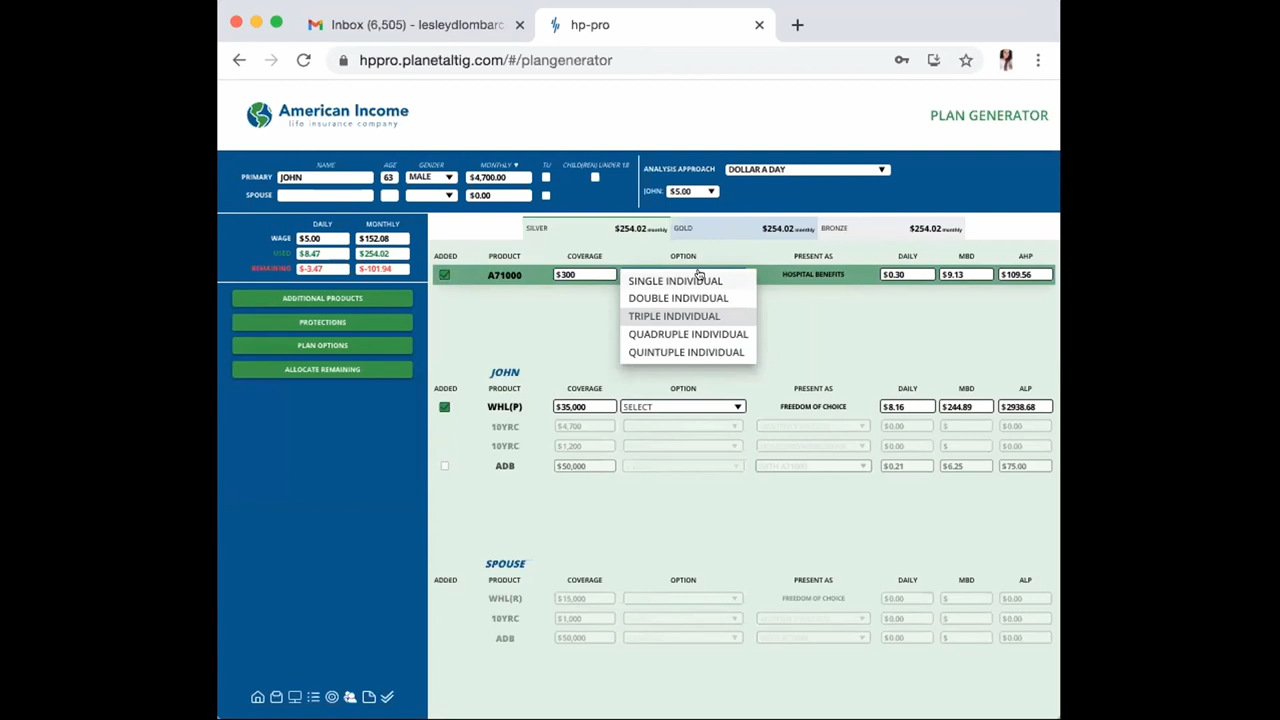 Inbox (6,505) - lesleydlombard
hp-pro
hppro.planetaltig.com/#/plangenerator
American Income
life insurance company
PLAN GENERATOR
NAME AGE GENDER MONTHLY TU CHILD(REN) UNDER 18
PRIMARY JOHN 63 MALE $4,700.00
SPOUSE $0.00
ANALYSIS APPROACH DOLLAR A DAY
JOHN: $5.00
DAILY MONTHLY
WAGE $5.00 $152.08
USED $8.47 $254.02
REMAINING $-3.47 $-101.94
ADDITIONAL PRODUCTS
PROTECTIONS
PLAN OPTIONS
ALLOCATE REMAINING
SILVER $254.02 monthly GOLD $254.02 monthly BRONZE $254.02 monthly
ADDED PRODUCT COVERAGE OPTION PRESENT AS DAILY MBD AHP
A71000 $300 HOSPITAL BENEFITS $0.30 $9.13 $109.56
SINGLE INDIVIDUAL
DOUBLE INDIVIDUAL
TRIPLE INDIVIDUAL
QUADRUPLE INDIVIDUAL
QUINTUPLE INDIVIDUAL
JOHN
ADDED PRODUCT COVERAGE OPTION PRESENT AS DAILY MBD ALP
WHL(P) $35,000 SELECT FREEDOM OF CHOICE $8.16 $244.89 $2938.68
10YRC $4,700 $0.00 $ $0.00
10YRC $1,200 $0.00 $ $0.00
ADB $50,000 A71000 $0.21 $6.25 $75.00
SPOUSE
ADDED PRODUCT COVERAGE OPTION PRESENT AS DAILY MBD ALP
WHL(R) $15,000 FREEDOM OF CHOICE $0.00 $ $0.00
10YRC $1,000 $0.00 $ $0.00
ADB $50,000 $0.00 $ $0.00